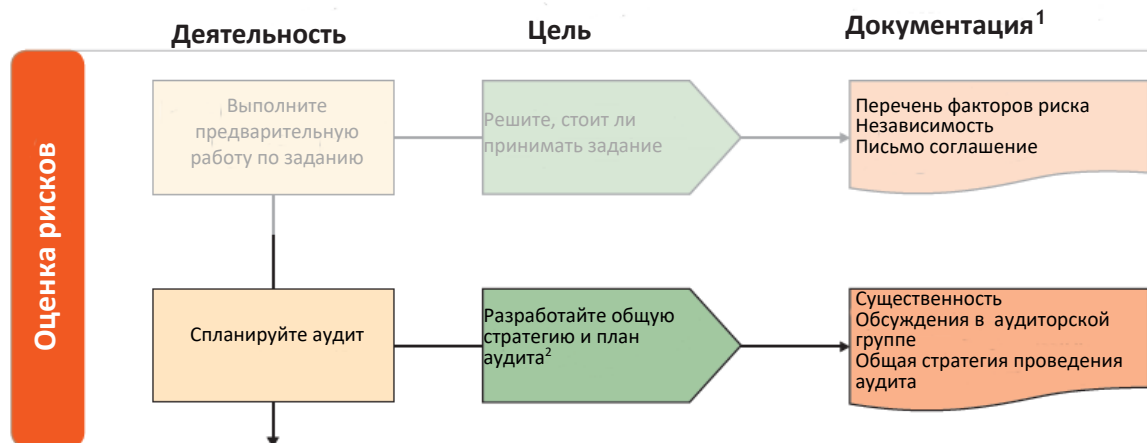 Деятельность
Цель
Документация¹
Оценка рисков
Выполните
предварительную
работу по заданию
Решите, стоит ли
принимать задание
Перечень факторов риска
Независимость
Письмо соглашение
Спланируйте аудит
Разработайте общую
стратегию и план
аудита²
Существенность
Обсуждения в аудиторской
группе
Общая стратегия проведения
аудита